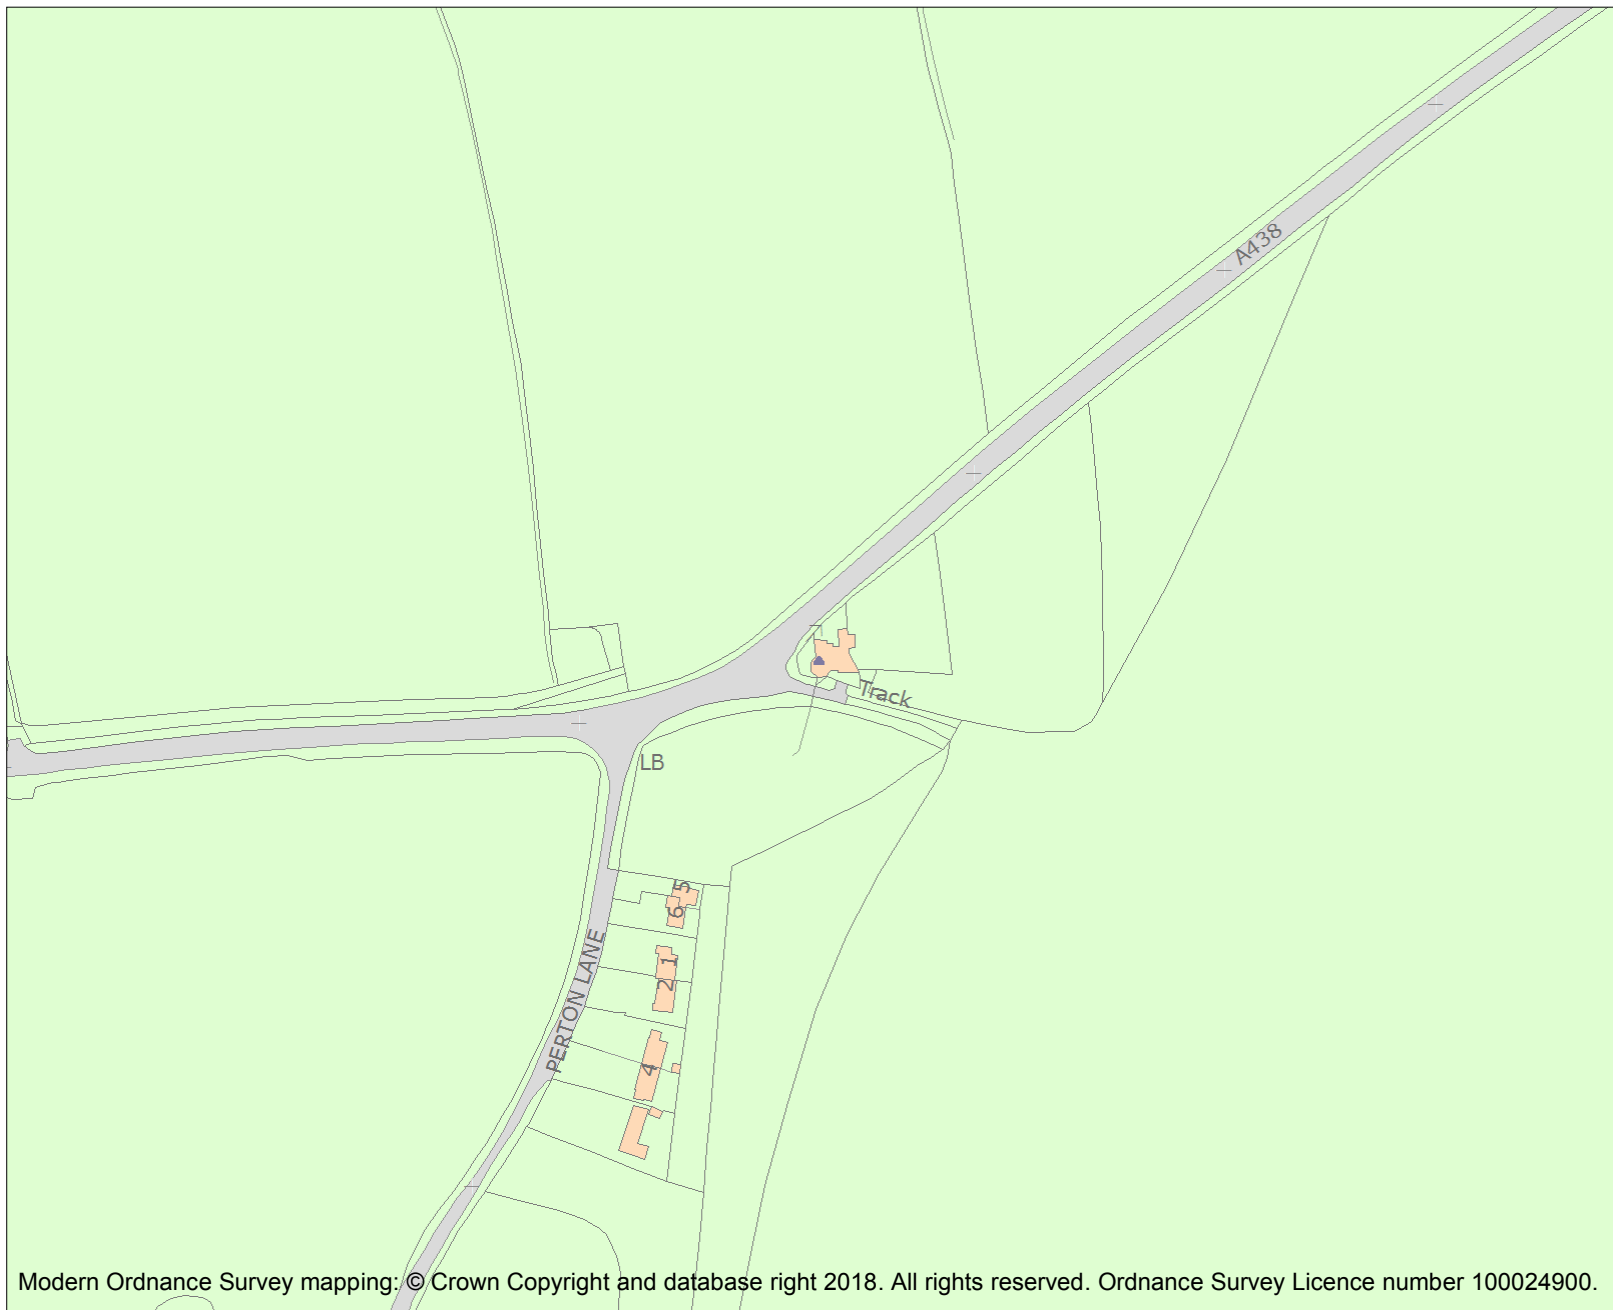 A438
Track
LB
5
6
1
2
PERTON LANE
4
Modern Ordnance Survey mapping: © Crown Copyright and database right 2018. All rights reserved. Ordnance Survey Licence number 100024900.